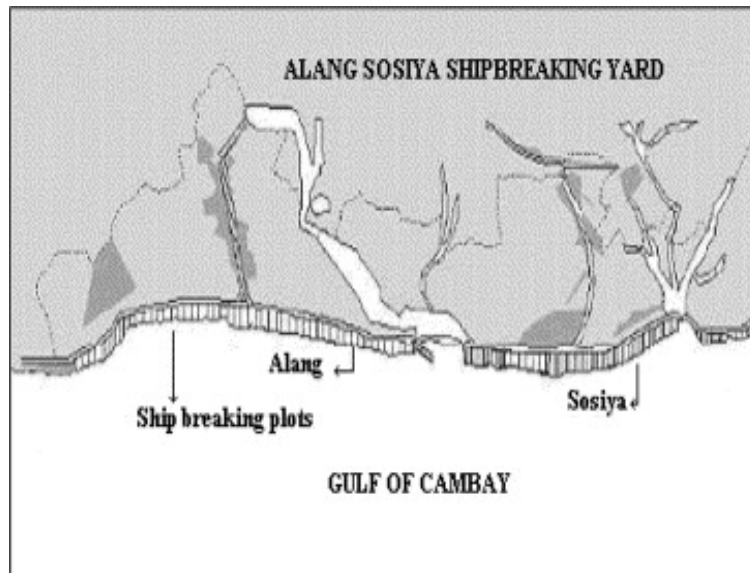 ALANG SOSIYA SHIPBREAKING YARD
Alang
Sosiya
Ship breaking plots
GULF OF CAMBAY